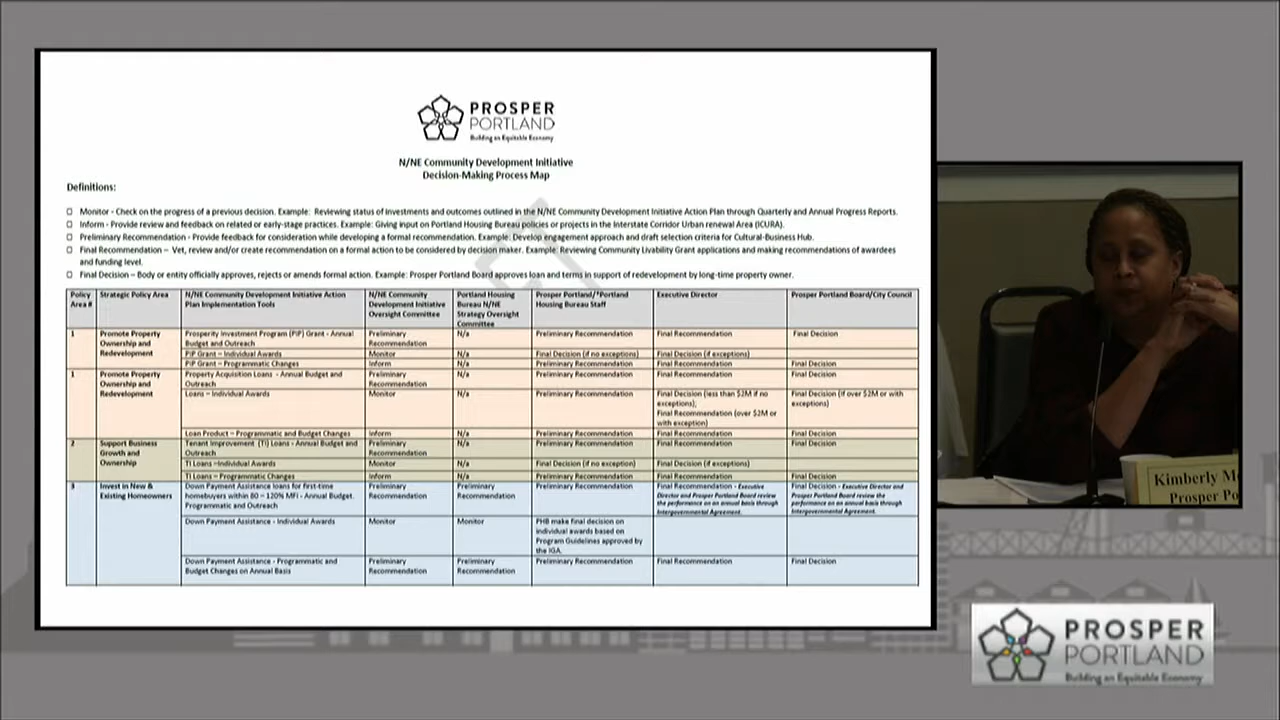 PROSPER
PORTLAND
Building an Equitable Economy
N/NE Community Development Initiative
Decision-Making Process Map
Definitions:
Monitor - Check on the progress of a previous decision. Example: Reviewing status of investments and outcomes outlined in the N/NE Community Development Initiative Action Plan through Quarterly and Annual Progress Reports.
Inform - Provide review and feedback on related or early-stage practices. Example: Giving input on Portland Housing Bureau policies or projects in the Interstate Corridor Urban renewal Area (ICURA).
Preliminary Recommendation - Provide feedback for consideration while developing a formal recommendation. Example: Develop engagement approach and draft selection criteria for Cultural-Business Hub.
Final Recommendation – Vet, review and/or create recommendation on a formal action to be considered by decision maker. Example: Reviewing Community Livability Grant applications and making recommendations of awardees
and funding level.
Final Decision – Body or entity officially approves, rejects or amends formal action. Example: Prosper Portland Board approves loan and terms in support of redevelopment by long-time property owner.
Policy Strategic Policy Area N/NE Community Development Initiative Action N/NE Community Portland Housing Prosper Portland/*Portland Executive Director Prosper Portland Board/City Council
Area # Plan Implementation Tools Development Initiative Bureau N/NE Housing Bureau Staff
Oversight Committee Strategy Oversight
Committee
1 Promote Property Prosperity Investment Program (PIP) Grant - Annual Preliminary N/a Preliminary Recommendation Final Recommendation Final Decision
Ownership and Budget and Outreach Recommendation
Redevelopment PIP Grant – Individual Awards Monitor N/a Final Decision (if no exceptions) Final Decision (if exceptions)
PIP Grant – Programmatic Changes Inform N/a Preliminary Recommendation Final Recommendation Final Decision
1 Promote Property Property Acquisition Loans - Annual Budget and Preliminary N/a Preliminary Recommendation Final Recommendation Final Decision
Ownership and Outreach Recommendation
Redevelopment Loans – Individual Awards Monitor N/a Preliminary Recommendation Final Decision (less than $2M if no Final Decision (if over $2M or with
exceptions); exceptions)
Final Recommendation (over $2M or
with exception)
Loan Product – Programmatic and Budget Changes Inform N/a Preliminary Recommendation Final Recommendation Final Decision
2 Support Business Tenant Improvement (TI) Loans - Annual Budget and Preliminary N/a Preliminary Recommendation Final Recommendation Final Decision
Growth and Outreach Recommendation
Ownership TI Loans –Individual Awards Monitor N/a Final Decision (if no exception) Final Decision (if exceptions)
TI Loans – Programmatic Changes Inform N/a Preliminary Recommendation Final Recommendation Final Decision
3 Invest in New & Down Payment Assistance loans for first-time Preliminary Preliminary Preliminary Recommendation Final Recommendation - Executive Final Decision - Executive Director and
Existing Homeowners homebuyers within 80 – 120% MFI - Annual Budget. Recommendation Recommendation Director and Prosper Portland Board review Prosper Portland Board review the
Programmatic and Outreach the performance on an annual basis through performance on an annual basis through
Intergovernmental Agreement. Intergovernmental Agreement.
Down Payment Assistance - Individual Awards Monitor Monitor PHB make final decision on
individual awards based on
Program Guidelines approved by
the IGA.
Down Payment Assistance - Programmatic and Preliminary Preliminary Preliminary Recommendation Final Recommendation Final Decision
Budget Changes on Annual Basis Recommendation Recommendation
Kimberly
Prosper
PROSPER
PORTLAND
Building an Equitable Economy